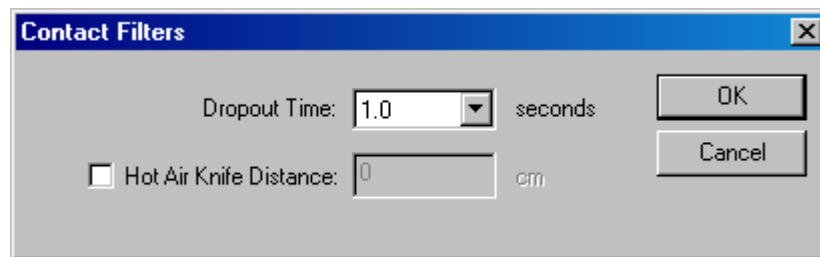 Contact Filters
Dropout Time: 1.0 seconds
OK
Hot Air Knife Distance: 0 cm
Cancel